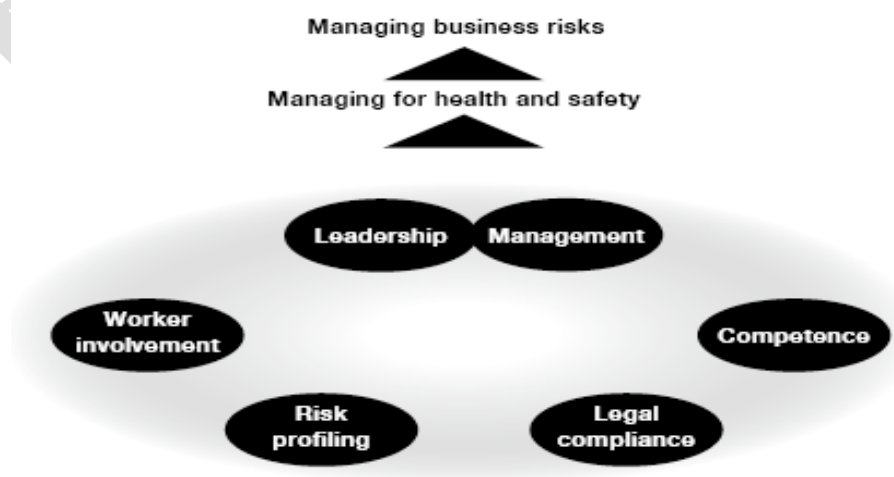 Managing business risks
Managing for health and safety
Leadership
Management
Worker
involvement
Competence
Risk
profiling
Legal
compliance